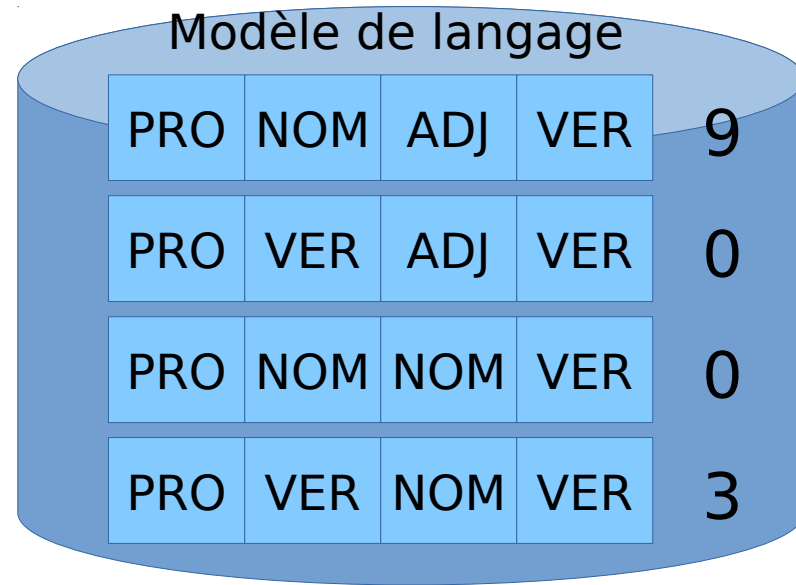 Modèle de langage
PRO NOM ADJ VER 9
PRO VER ADJ VER 0
PRO NOM NOM VER 0
PRO VER NOM VER 3